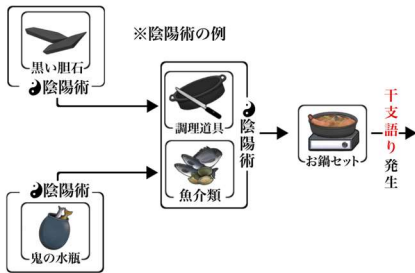 ※陰陽術の例
黒い胆石
陰陽術
陰陽術
鬼の水瓶
調理道具
魚介類
陰陽術
お鍋セット
干支語り発生